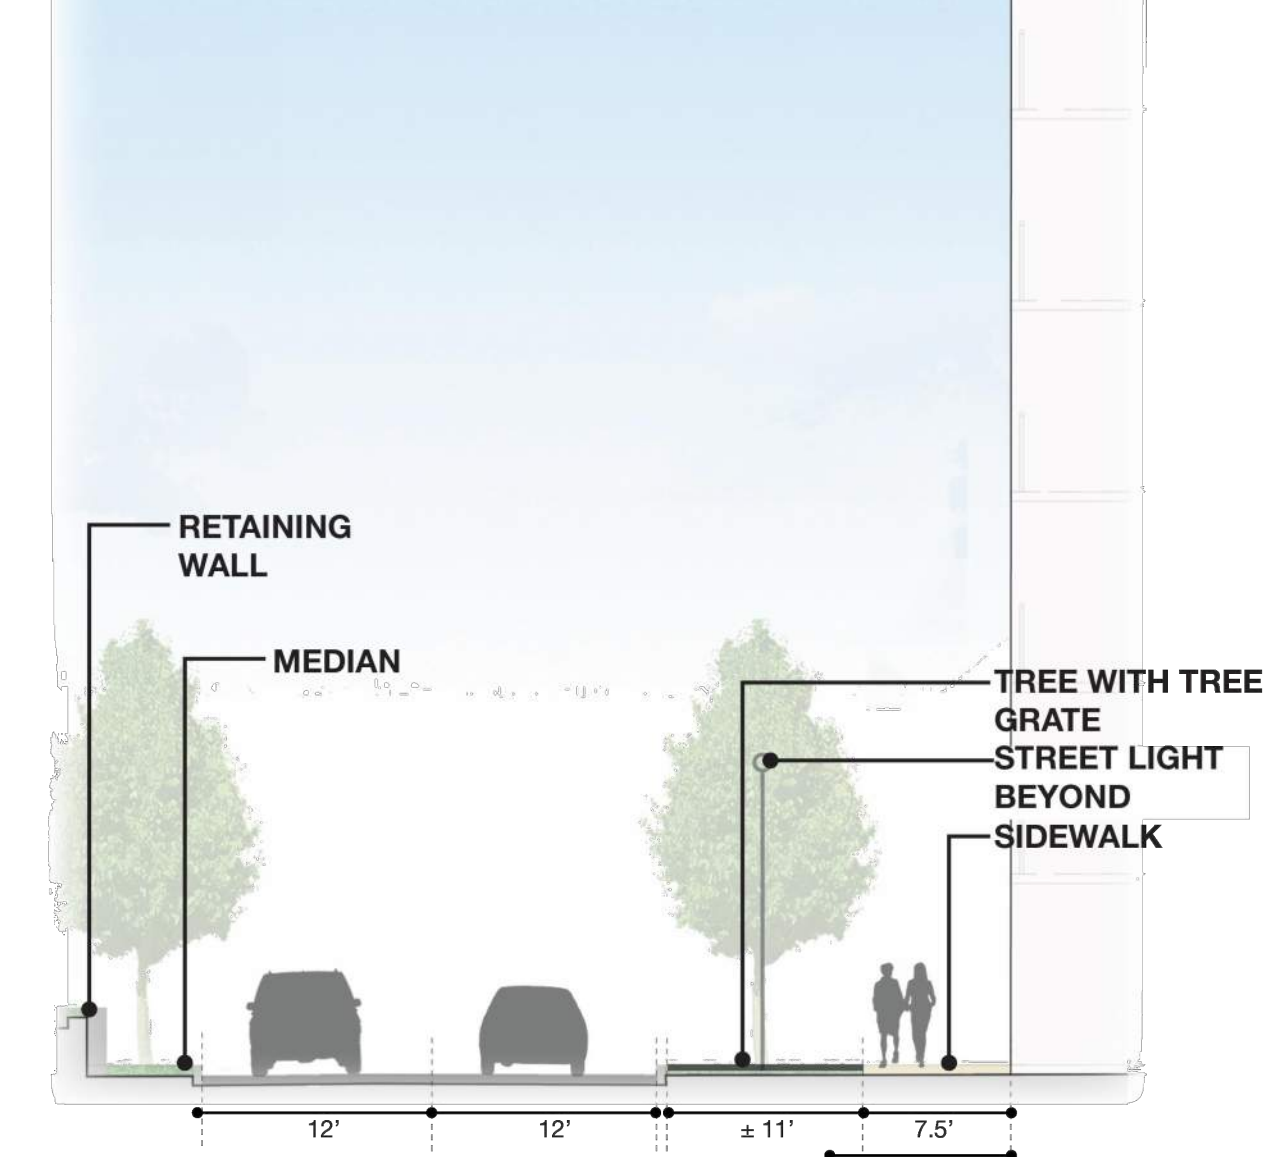 RETAINING
WALL
MEDIAN
TREE WITH TREE
GRATE
STREET LIGHT
BEYOND
SIDEWALK
12’
12’
± 11’
7.5’